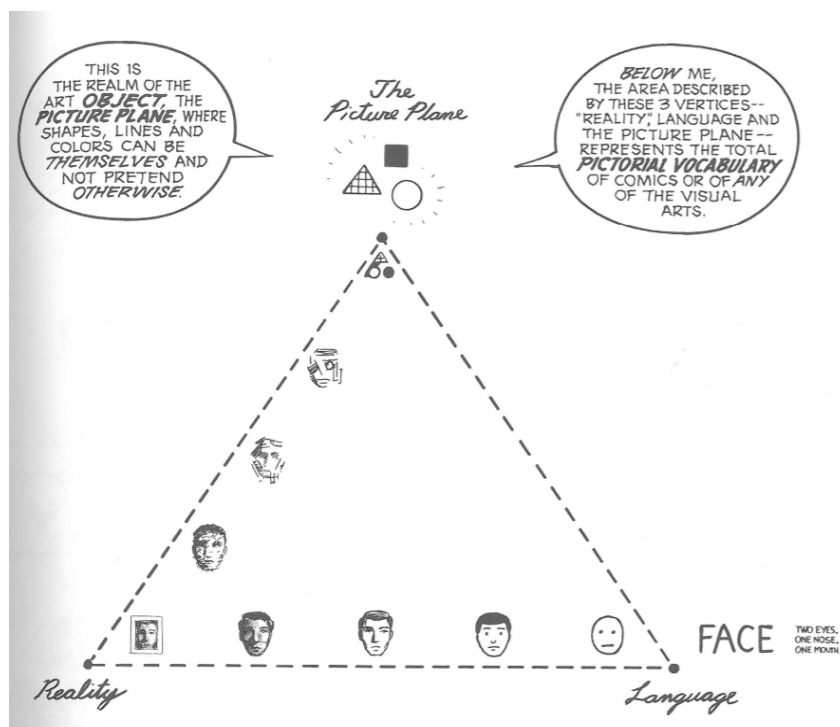 THIS IS
THE REALM OF THE
ART OBJECT, THE
PICTURE PLANE, WHERE
SHAPES, LINES AND
COLORS CAN BE
THEMSELVES AND
NOT PRETEND
OTHERWISE.
The
Picture Plane
BELOW ME,
THE AREA DESCRIBED
BY THESE 3 VERTICES--
"REALITY," LANGUAGE AND
THE PICTURE PLANE--
REPRESENTS THE TOTAL
PICTORIAL VOCABULARY
OF COMICS OR OF ANY
OF THE VISUAL
ARTS.
FACE
TWO EYES,
ONE NOSE,
ONE MOUTH
Reality
Language